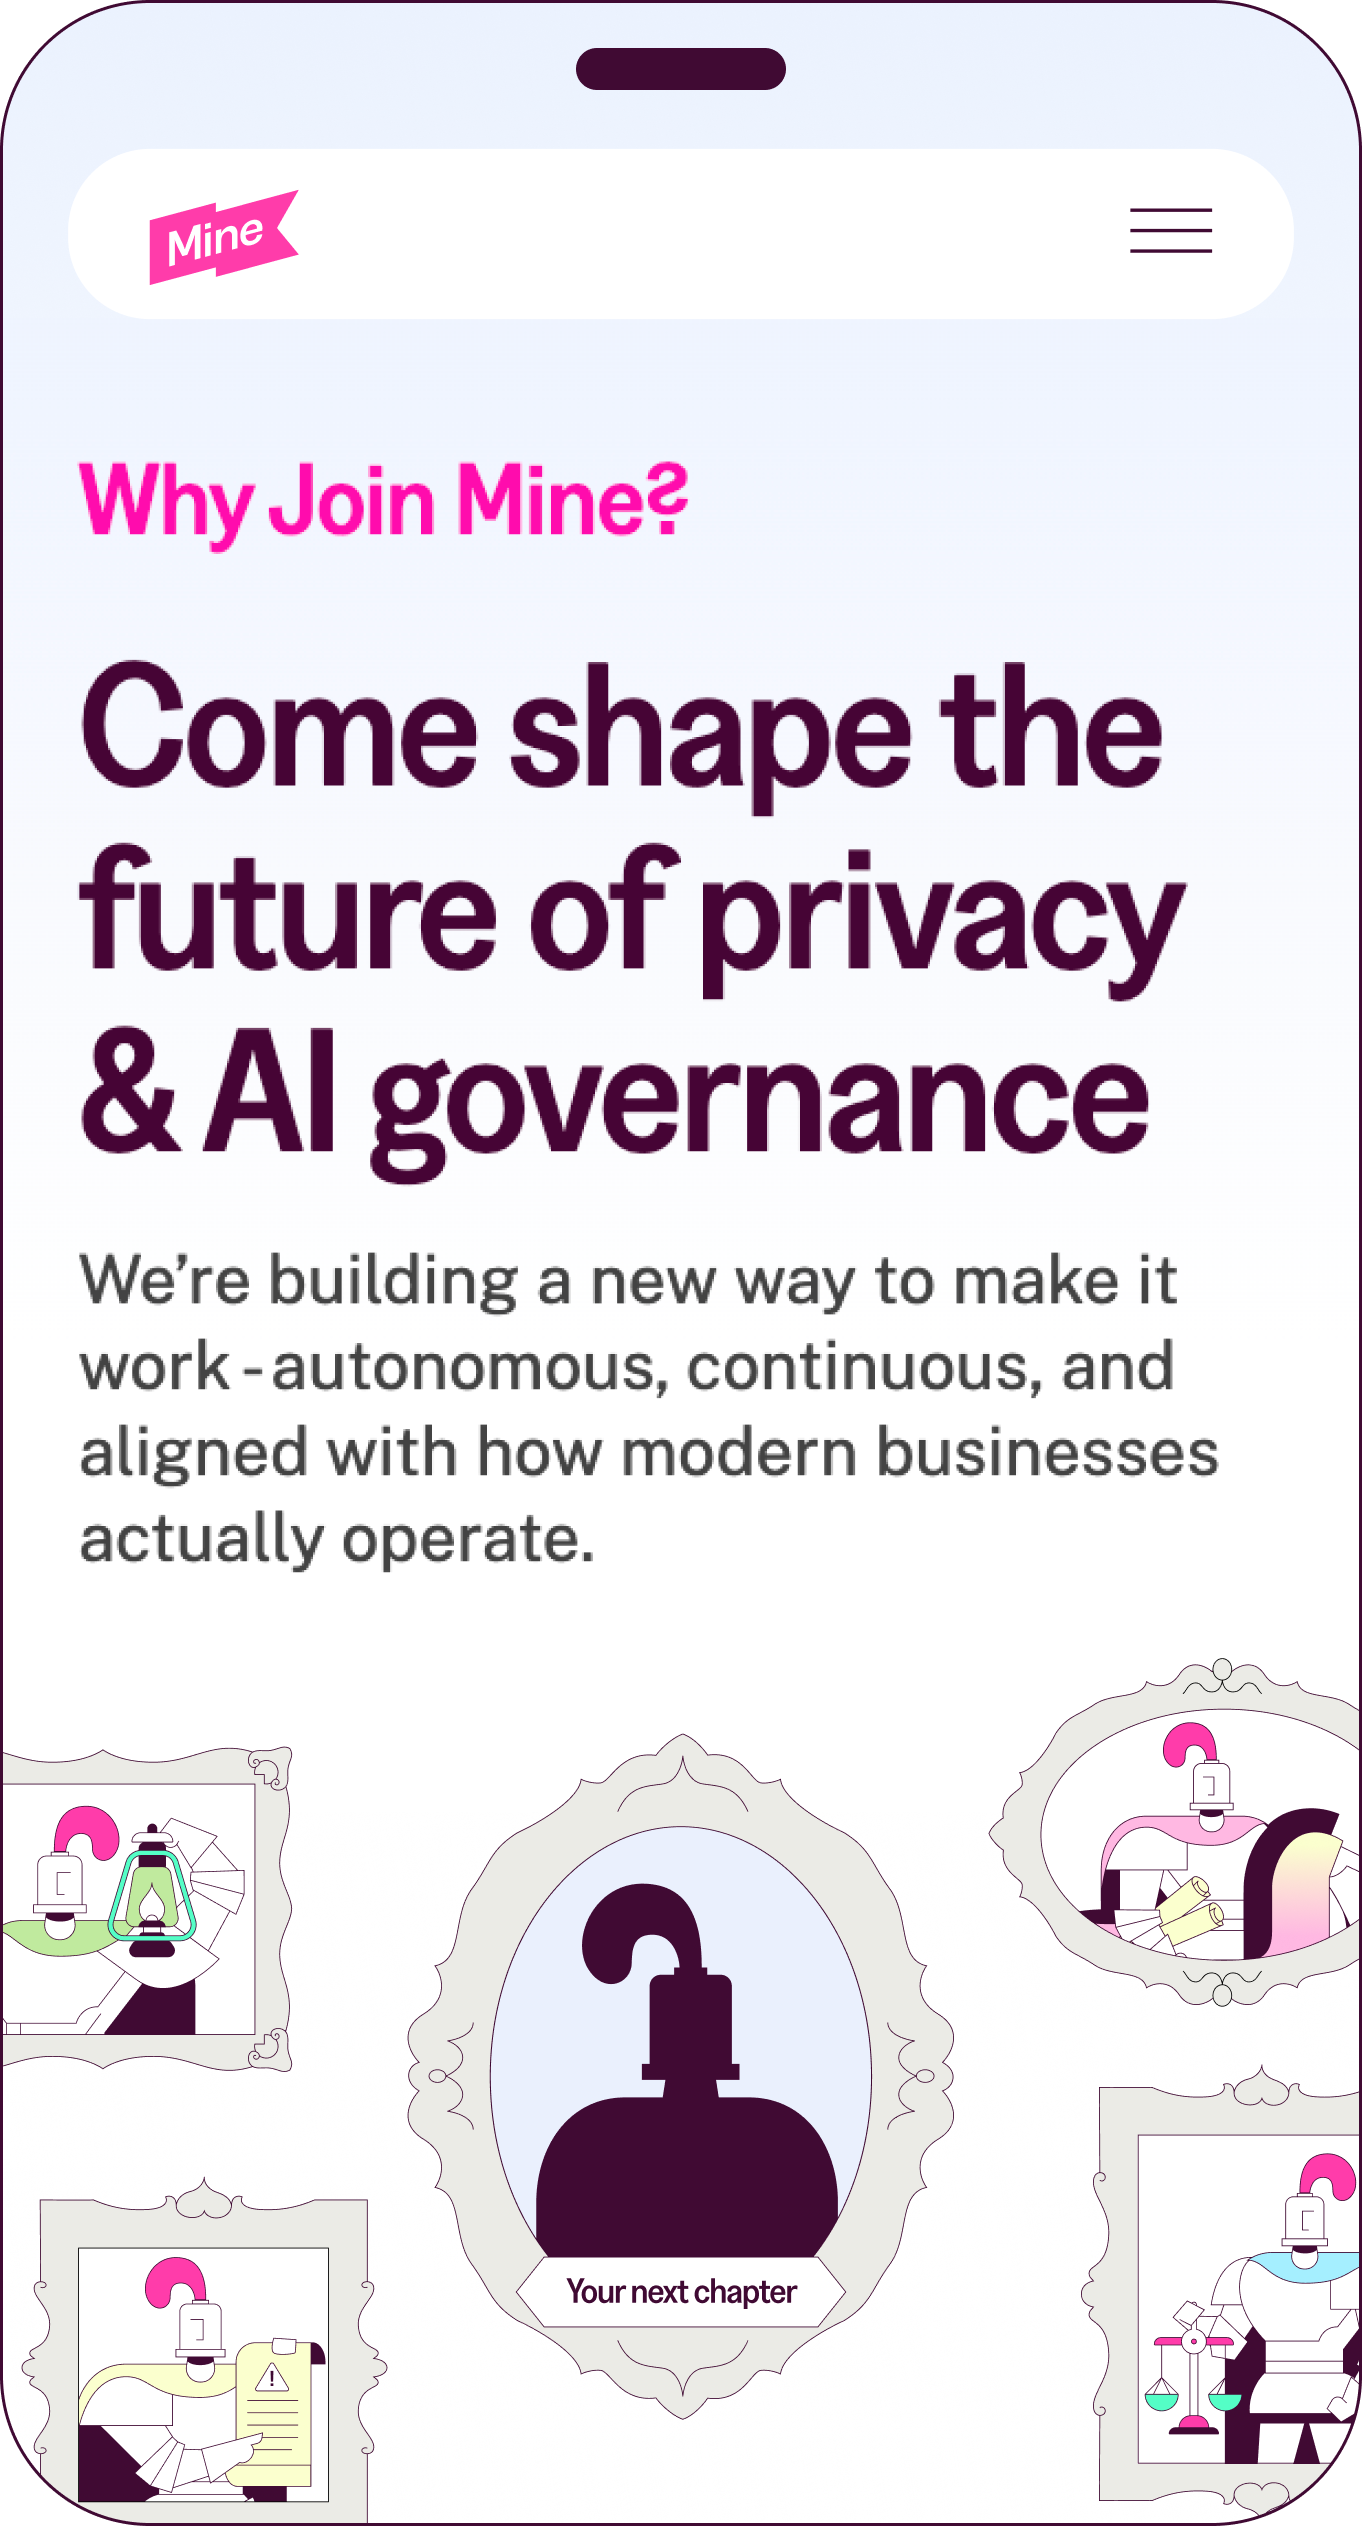 Mine
Why Join Mine?
Come shape the
future of privacy
& AI governance
We’re building a new way to make it
work - autonomous, continuous, and
aligned with how modern businesses
actually operate.
Your next chapter
!